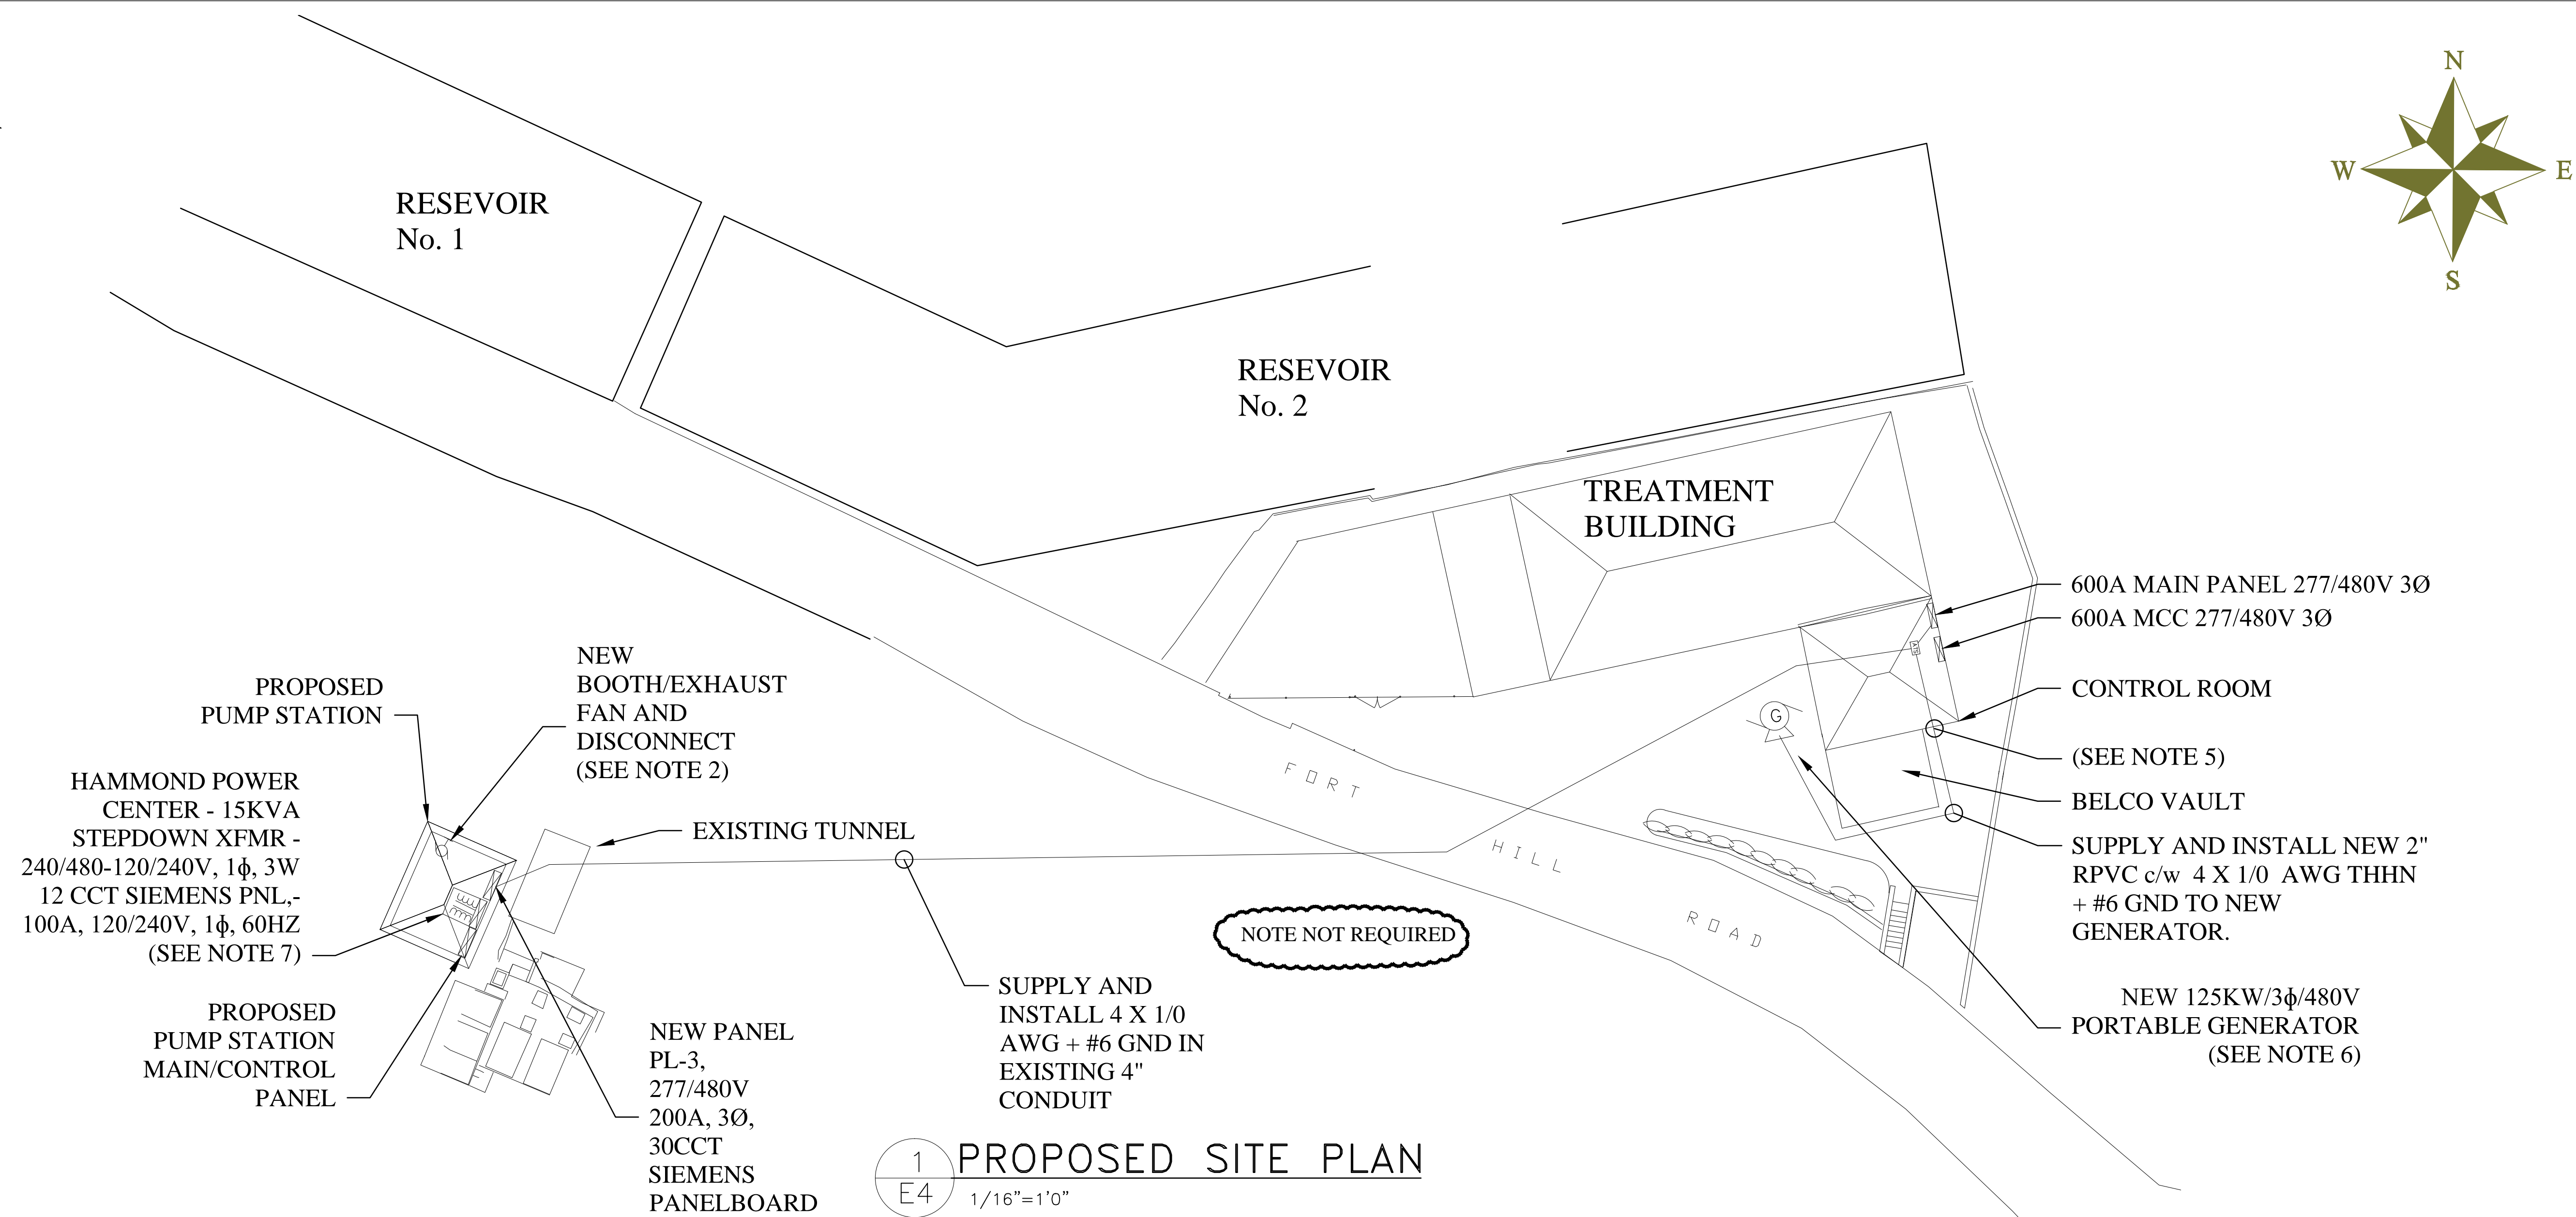 N
W
E
S
RESEVOIR
No. 1
RESEVOIR
No. 2
TREATMENT
BUILDING
600A MAIN PANEL 277/480V 3Ø
600A MCC 277/480V 3Ø
ATS
CONTROL ROOM
(SEE NOTE 5)
BELCO VAULT
SUPPLY AND INSTALL NEW 2"
RPVC c/w 4 X 1/0 AWG THHN
+ #6 GND TO NEW
GENERATOR.
NEW 125KW/3ϕ/480V
PORTABLE GENERATOR
(SEE NOTE 6)
G
FORT
HILL
ROAD
NOTE NOT REQUIRED
PROPOSED
PUMP STATION
NEW
BOOTH/EXHAUST
FAN AND
DISCONNECT
(SEE NOTE 2)
HAMMOND POWER
CENTER - 15KVA
STEPDOWN XFMR -
240/480-120/240V, 1ϕ, 3W
12 CCT SIEMENS PNL,-
100A, 120/240V, 1ϕ, 60HZ
(SEE NOTE 7)
EXISTING TUNNEL
PROPOSED
PUMP STATION
MAIN/CONTROL
PANEL
NEW PANEL
PL-3,
277/480V
200A, 3Ø,
30CCT
SIEMENS
PANELBOARD
SUPPLY AND
INSTALL 4 X 1/0
AWG + #6 GND IN
EXISTING 4"
CONDUIT
1
E4
PROPOSED SITE PLAN
1/16"=1'0"